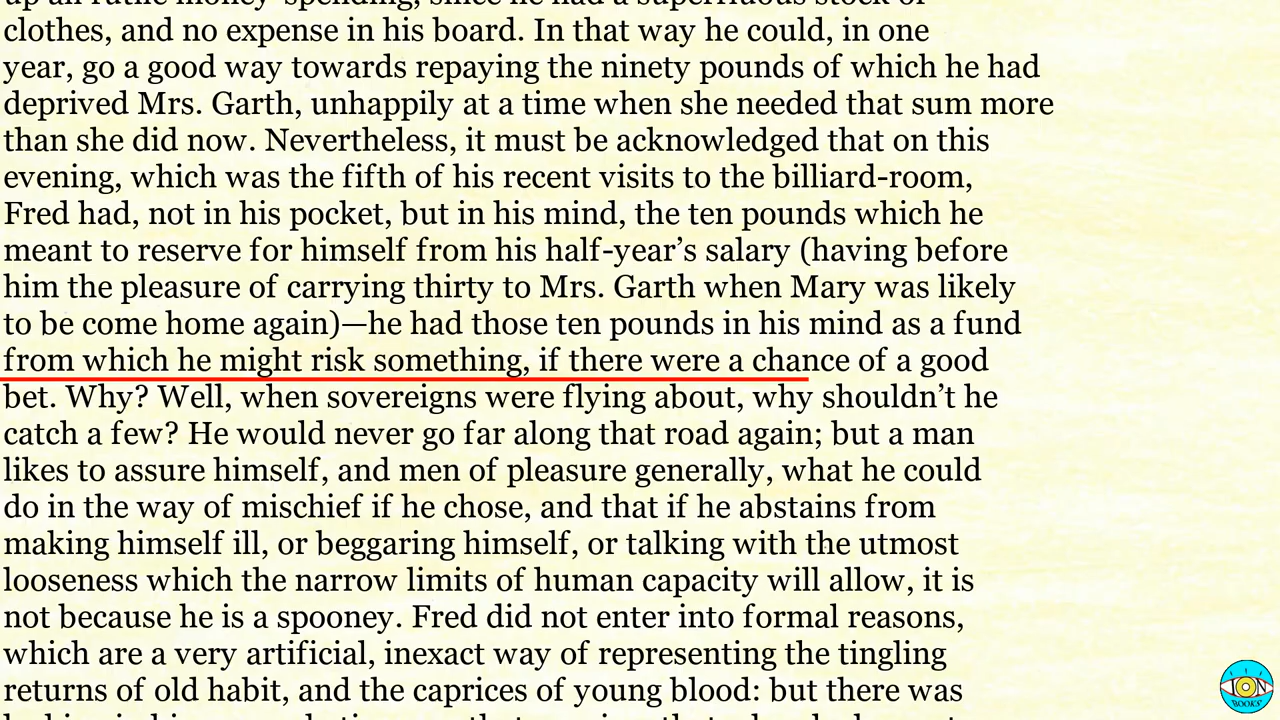 clothes, and no expense in his board. In that way he could, in one
year, go a good way towards repaying the ninety pounds of which he had
deprived Mrs. Garth, unhappily at a time when she needed that sum more
than she did now. Nevertheless, it must be acknowledged that on this
evening, which was the fifth of his recent visits to the billiard-room,
Fred had, not in his pocket, but in his mind, the ten pounds which he
meant to reserve for himself from his half-year’s salary (having before
him the pleasure of carrying thirty to Mrs. Garth when Mary was likely
to be come home again)—he had those ten pounds in his mind as a fund
from which he might risk something, if there were a chance of a good
bet. Why? Well, when sovereigns were flying about, why shouldn’t he
catch a few? He would never go far along that road again; but a man
likes to assure himself, and men of pleasure generally, what he could
do in the way of mischief if he chose, and that if he abstains from
making himself ill, or beggaring himself, or talking with the utmost
looseness which the narrow limits of human capacity will allow, it is
not because he is a spooney. Fred did not enter into formal reasons,
which are a very artificial, inexact way of representing the tingling
returns of old habit, and the caprices of young blood: but there was
ION
BOOKS